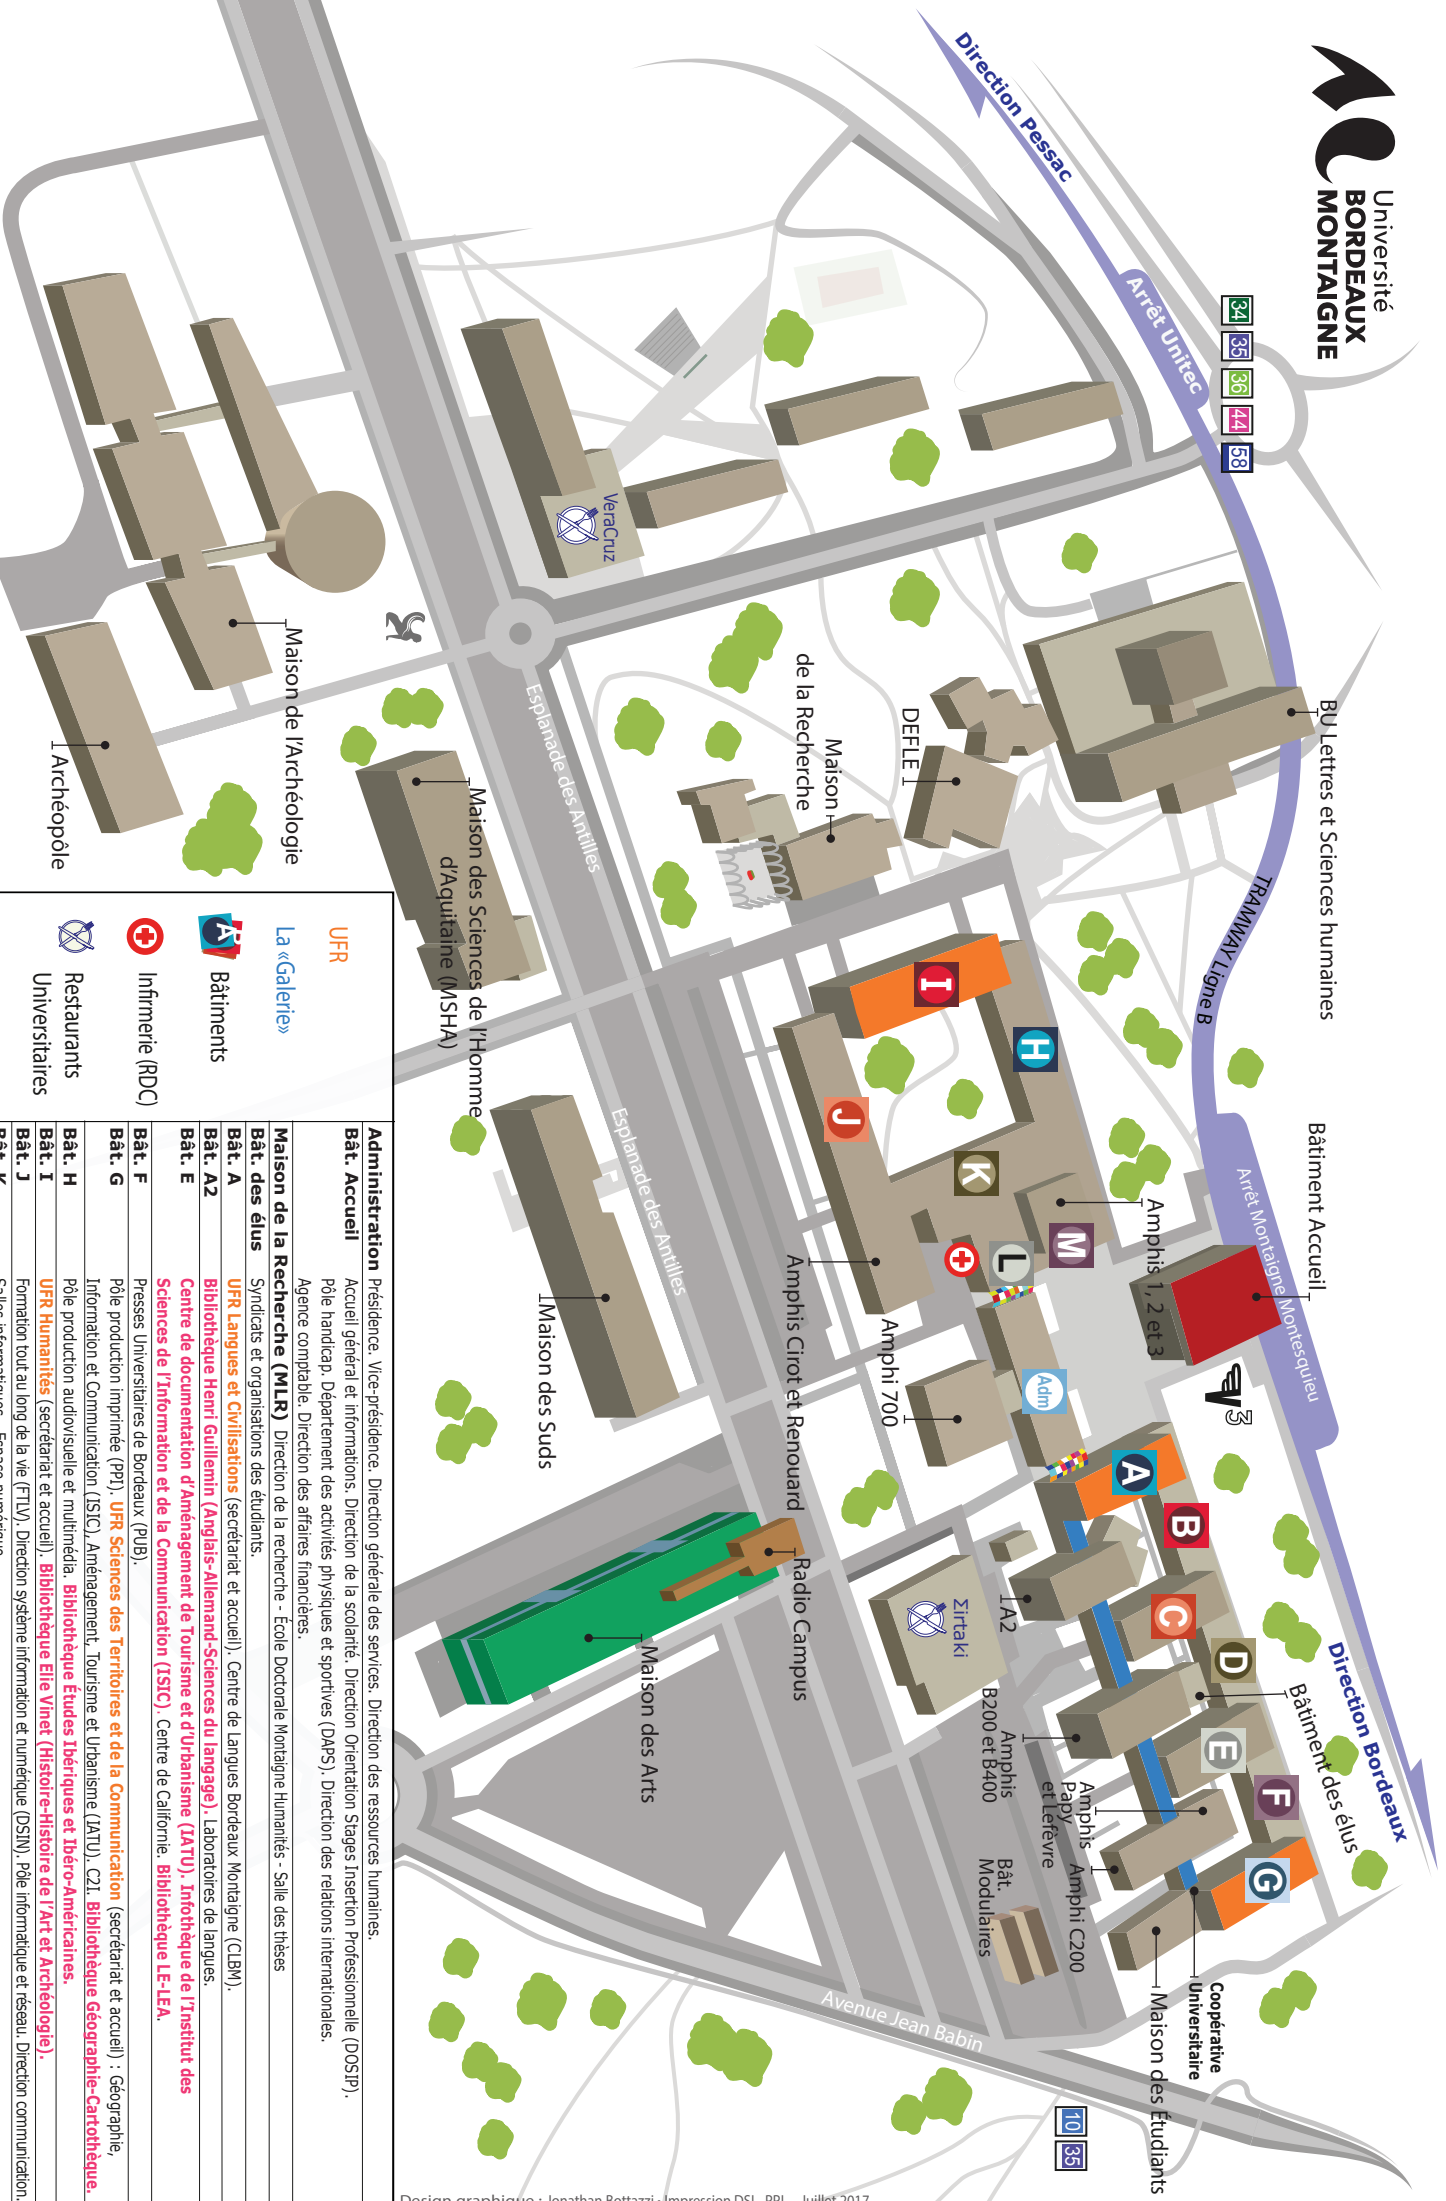 Université
BORDEAUX
MONTAIGNE
Direction Pessac
Arrêt Unitec
34
35
36
44
58
BU Lettres et Sciences humaines
TRAMWAY Ligne B
Bâtiment Accueil
Arrêt Montaigne Montesquieu
3
Direction Bordeaux
VeraCruz
DEFLE
Maison
de la Recherche
Esplanade des Antilles
Maison de l'Archéologie
Archéopôle
Maison des Sciences de l'Homme
d'Aquitaine (MSHA)
I
H
J
K
L
M
Amphis 1, 2 et 3
Amphis Cirot et Renouard
Amphi 700
Adm
A
B
C
D
E
F
G
Bâtiment des élus
A2
Σirtaki
Amphis
B200 et B400
Amphis
Papy
et Lefèvre
Amphi C200
Bât.
Modulaires
Coopérative
Universitaire
Maison des Étudiants
Esplanade des Antilles
Maison des Suds
Radio Campus
Maison des Arts
Avenue Jean Babin
10
35
UFR
La «Galerie»
A
Bâtiments
Infirmerie (RDC)
Restaurants
Universitaires
Administration Présidence. Vice-présidence. Direction générale des services. Direction des ressources humaines.
Bât. Accueil Accueil général et informations. Direction de la scolarité. Direction Orientation Stages Insertion Professionnelle (DOSIP).
Pôle handicap. Département des activités physiques et sportives (DAPS). Direction des relations internationales.
Agence comptable. Direction des affaires financières.
Maison de la Recherche (MLR) Direction de la recherche - École Doctorale Montaigne Humanités - Salle des thèses
Bât. des élus Syndicats et organisations des étudiants.
Bât. A UFR Langues et Civilisations (secrétariat et accueil). Centre de Langues Bordeaux Montaigne (CLBM).
Bât. A2 Bibliothèque Henri Guillemin (Anglais-Allemand-Sciences du langage). Laboratoires de langues.
Bât. E Centre de documentation d'Aménagement de Tourisme et d'Urbanisme (IATU). Infothèque de l'Institut des
Sciences de l'Information et de la Communication (ISIC). Centre de Californie. Bibliothèque LE-LEA.
Bât. F Presses Universitaires de Bordeaux (PUB).
Bât. G Pôle production imprimée (PPI). UFR Sciences des Territoires et de la Communication (secrétariat et accueil) : Géographie,
Information et Communication (ISIC), Aménagement, Tourisme et Urbanisme (IATU). C2I. Bibliothèque Géographie-Cartothèque.
Bât. H Pôle production audiovisuelle et multimédia. Bibliothèque Études Ibériques et Ibéro-Américaines.
Bât. I UFR Humanités (secrétariat et accueil). Bibliothèque Elie Vinet (Histoire-Histoire de l'Art et Archéologie).
Bât. J Formation tout au long de la vie (FTLV). Direction système information et numérique (DSIN). Pôle informatique et réseau. Direction communication.
Bât. K Salles informatiques - Espace numérique
Design graphique : Jonathan Bottazzi - Impression DSI - PPI - Juillet 2017